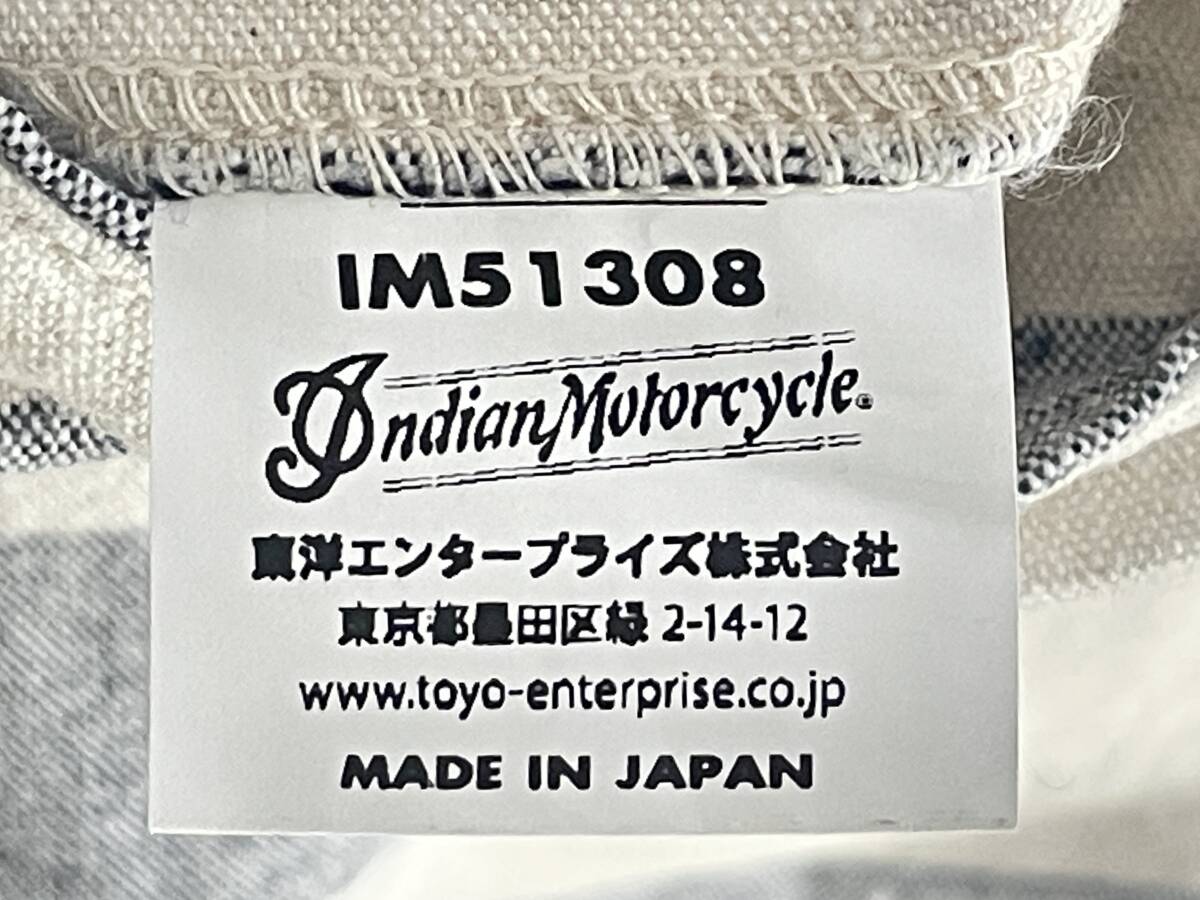 IM51308
Indian Motorcycle®
東洋エンタープライズ株式会社
東京都墨田区緑 2-14-12
www.toyo-enterprise.co.jp
MADE IN JAPAN